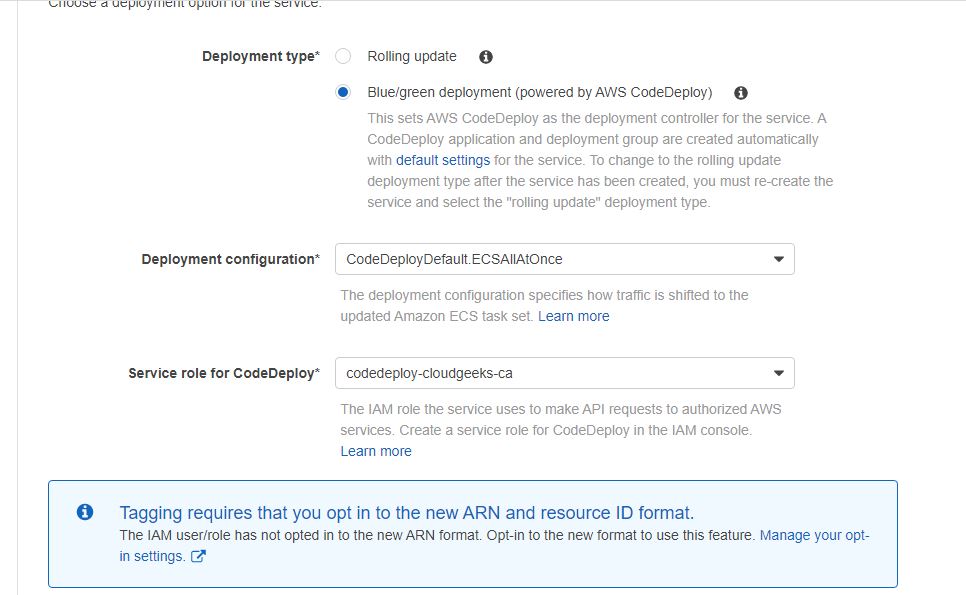 Choose a deployment option for the service.
Deployment type* Rolling update
Blue/green deployment (powered by AWS CodeDeploy)
This sets AWS CodeDeploy as the deployment controller for the service. A
CodeDeploy application and deployment group are created automatically
with default settings for the service. To change to the rolling update
deployment type after the service has been created, you must re-create the
service and select the "rolling update" deployment type.
Deployment configuration* CodeDeployDefault.ECSAllAtOnce
The deployment configuration specifies how traffic is shifted to the
updated Amazon ECS task set. Learn more
Service role for CodeDeploy* codedeploy-cloudgeeks-ca
The IAM role the service uses to make API requests to authorized AWS
services. Create a service role for CodeDeploy in the IAM console.
Learn more
Tagging requires that you opt in to the new ARN and resource ID format.
The IAM user/role has not opted in to the new ARN format. Opt-in to the new format to use this feature. Manage your opt-
in settings.